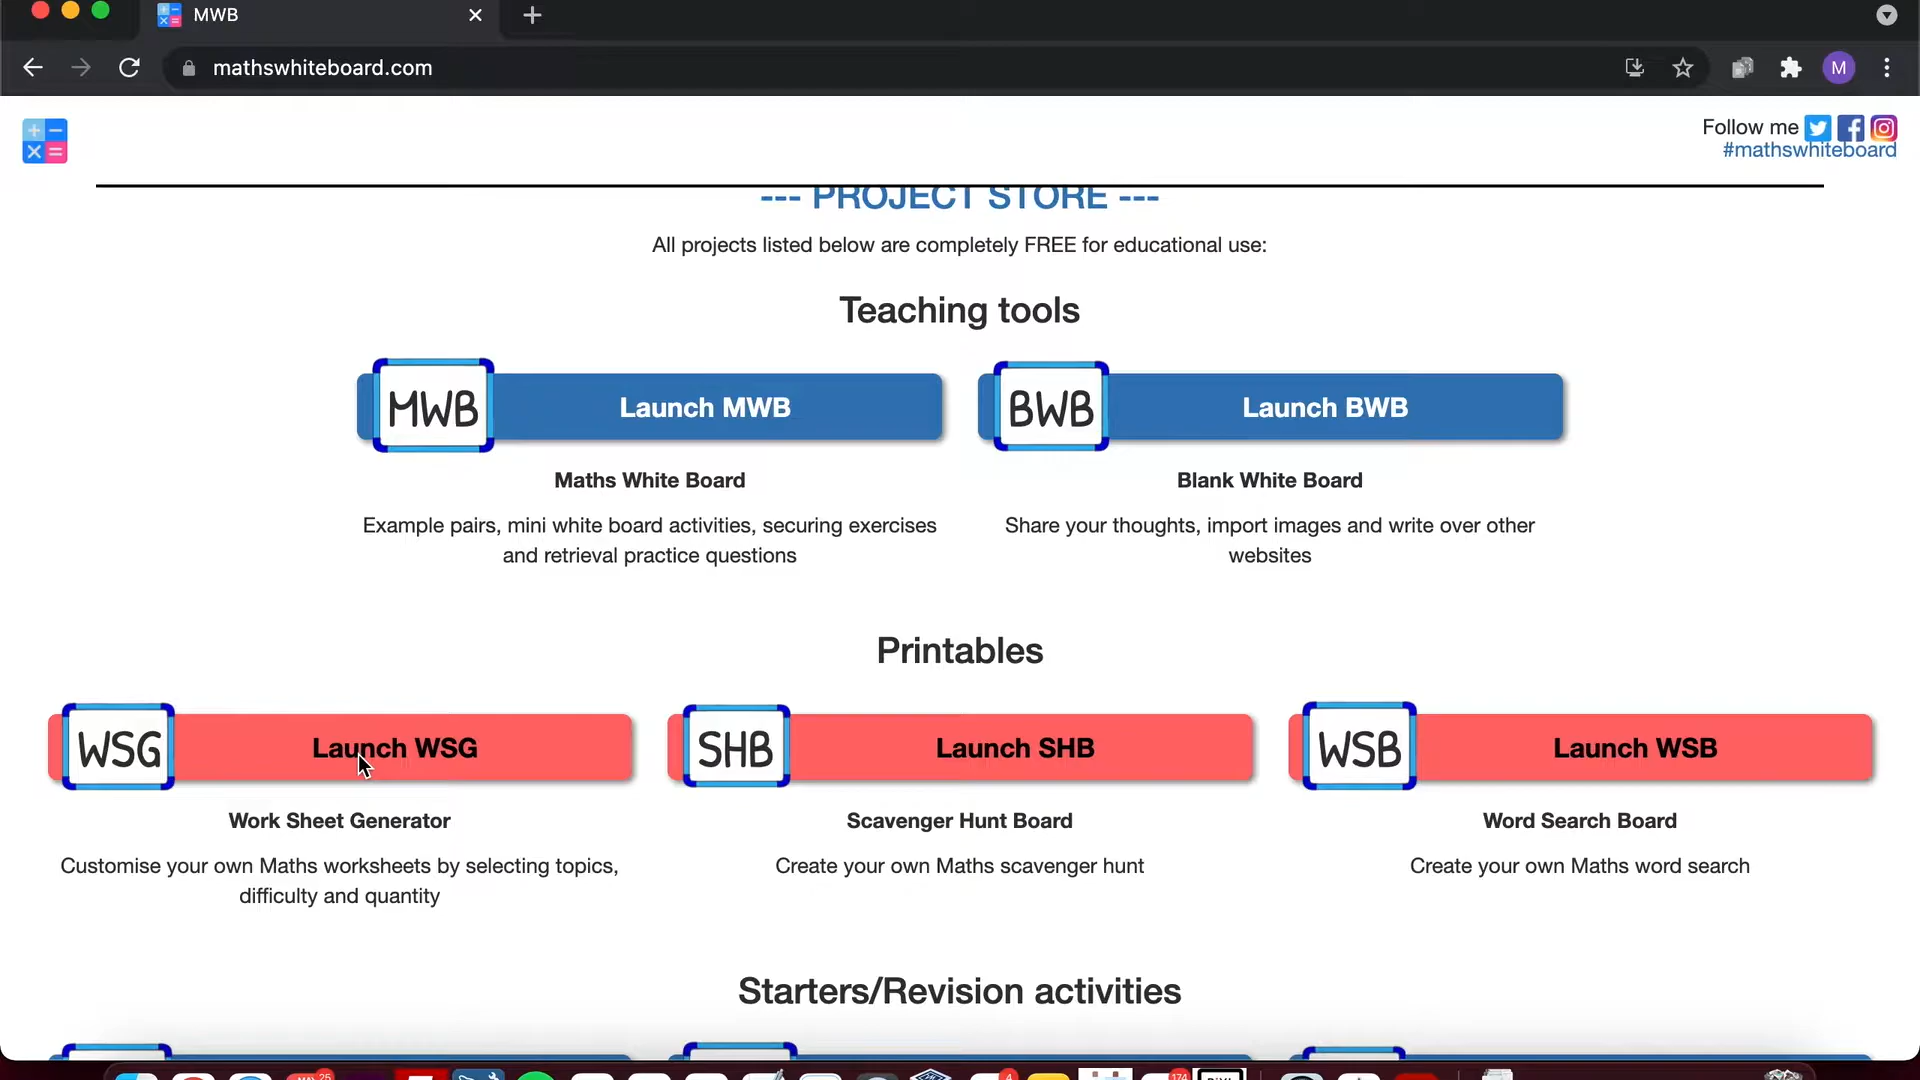 MWB
mathswhiteboard.com
M
Follow me
#mathswhiteboard
--- PROJECT STORE ---
All projects listed below are completely FREE for educational use:
Teaching tools
MWB Launch MWB
BWB Launch BWB
Maths White Board
Blank White Board
Example pairs, mini white board activities, securing exercises
and retrieval practice questions
Share your thoughts, import images and write over other
websites
Printables
WSG Launch WSG
SHB Launch SHB
WSB Launch WSB
Work Sheet Generator
Scavenger Hunt Board
Word Search Board
Customise your own Maths worksheets by selecting topics,
difficulty and quantity
Create your own Maths scavenger hunt
Create your own Maths word search
Starters/Revision activities
25
4
174